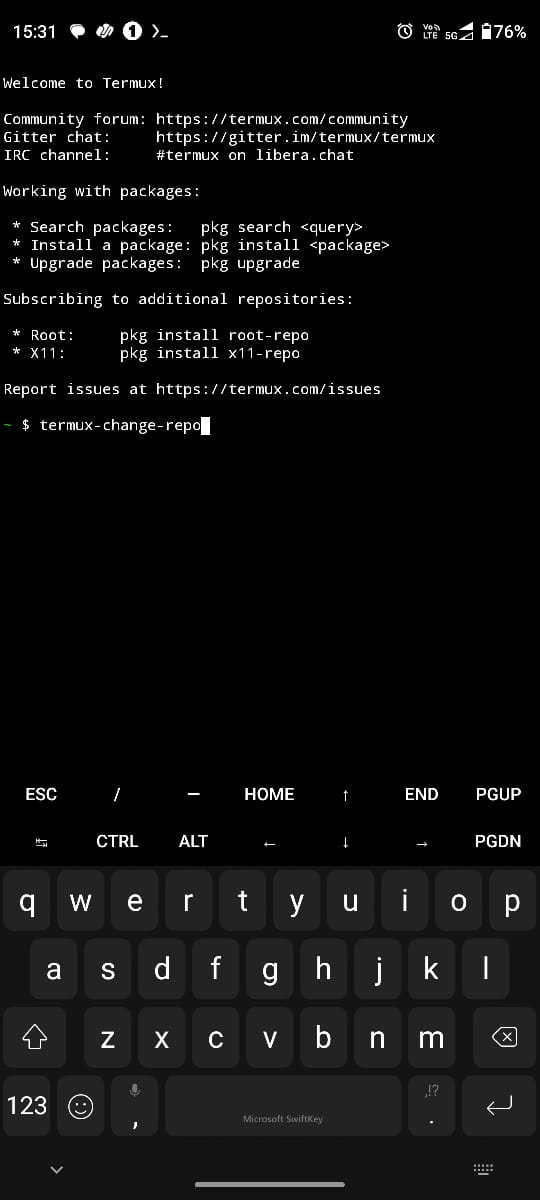 15:31 1 >_ VoD LTE 5G 76%
Welcome to Termux!
Community forum: https://termux.com/community
Gitter chat: https://gitter.im/termux/termux
IRC channel: #termux on libera.chat
Working with packages:
* Search packages: pkg search <query>
* Install a package: pkg install <package>
* Upgrade packages: pkg upgrade
Subscribing to additional repositories:
* Root: pkg install root-repo
* X11: pkg install x11-repo
Report issues at https://termux.com/issues
~ $ termux-change-repo
ESC / — HOME ↑ END PGUP
↹ CTRL ALT ← ↓ → PGDN
q w e r t y u i o p
a s d f g h j k l
z x c v b n m
123 , Microsoft SwiftKey ,!? .